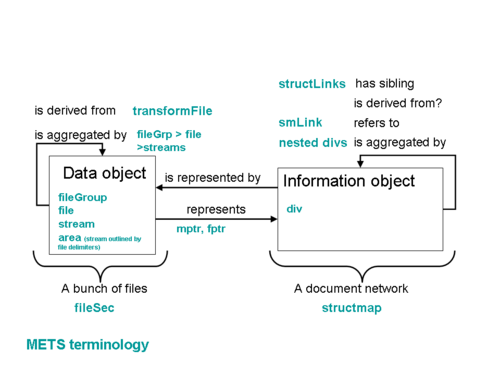 structLinks has sibling
is derived from transformFile
is derived from?
smLink refers to
is aggregated by fileGrp > file
>streams
nested divs is aggregated by
Data object
is represented by
Information object
fileGroup
file
stream
area (stream outlined by
file delimiters)
represents
mptr, fptr
div
A bunch of files
fileSec
A document network
structmap
METS terminology